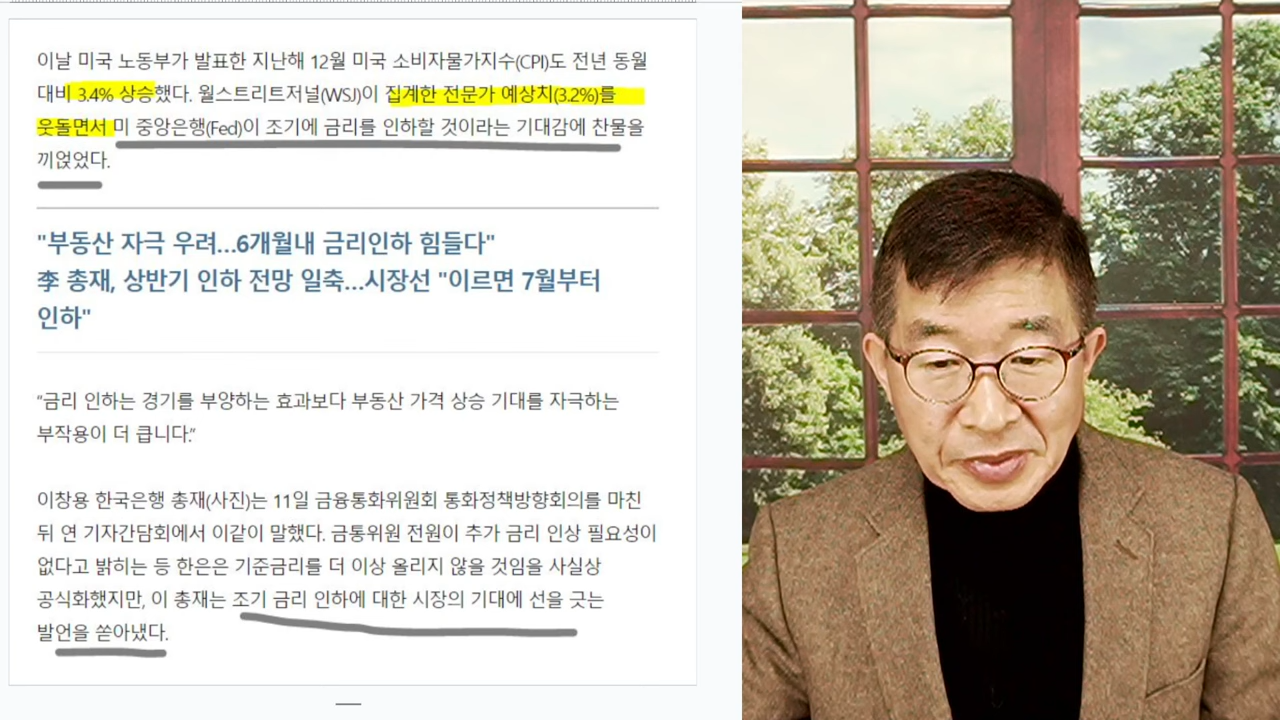 이날 미국 노동부가 발표한 지난해 12월 미국 소비자물가지수(CPI)도 전년 동월
대비 3.4% 상승했다. 월스트리트저널(WSJ)이 집계한 전문가 예상치(3.2%)를
웃돌면서 미 중앙은행(Fed)이 조기에 금리를 인하할 것이라는 기대감에 찬물을
끼얹었다.
"부동산 자극 우려…6개월내 금리인하 힘들다"
李 총재, 상반기 인하 전망 일축…시장선 "이르면 7월부터
인하"
“금리 인하는 경기를 부양하는 효과보다 부동산 가격 상승 기대를 자극하는
부작용이 더 큽니다.”
이창용 한국은행 총재(사진)는 11일 금융통화위원회 통화정책방향회의를 마친
뒤 연 기자간담회에서 이같이 말했다. 금통위원 전원이 추가 금리 인상 필요성이
없다고 밝히는 등 한은은 기준금리를 더 이상 올리지 않을 것임을 사실상
공식화했지만, 이 총재는 조기 금리 인하에 대한 시장의 기대에 선을 긋는
발언을 쏟아냈다.